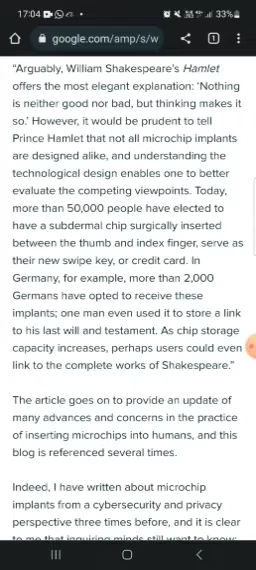 17:04
33%
google.com/amp/s/w
1
“Arguably, William Shakespeare’s Hamlet
offers the most elegant explanation: ‘Nothing
is neither good nor bad, but thinking makes it
so.’ However, it would be prudent to tell
Prince Hamlet that not all microchip implants
are designed alike, and understanding the
technological design enables one to better
evaluate the competing viewpoints. Today,
more than 50,000 people have elected to
have a subdermal chip surgically inserted
between the thumb and index finger, serve as
their new swipe key, or credit card. In
Germany, for example, more than 2,000
Germans have opted to receive these
implants; one man even used it to store a link
to his last will and testament. As chip storage
capacity increases, perhaps users could even
link to the complete works of Shakespeare.”
The article goes on to provide an update of
many advances and concerns in the practice
of inserting microchips into humans, and this
blog is referenced several times.
Indeed, I have written about microchip
implants from a cybersecurity and privacy
perspective three times before, and it is clear
to me that inquiring minds still want to know: